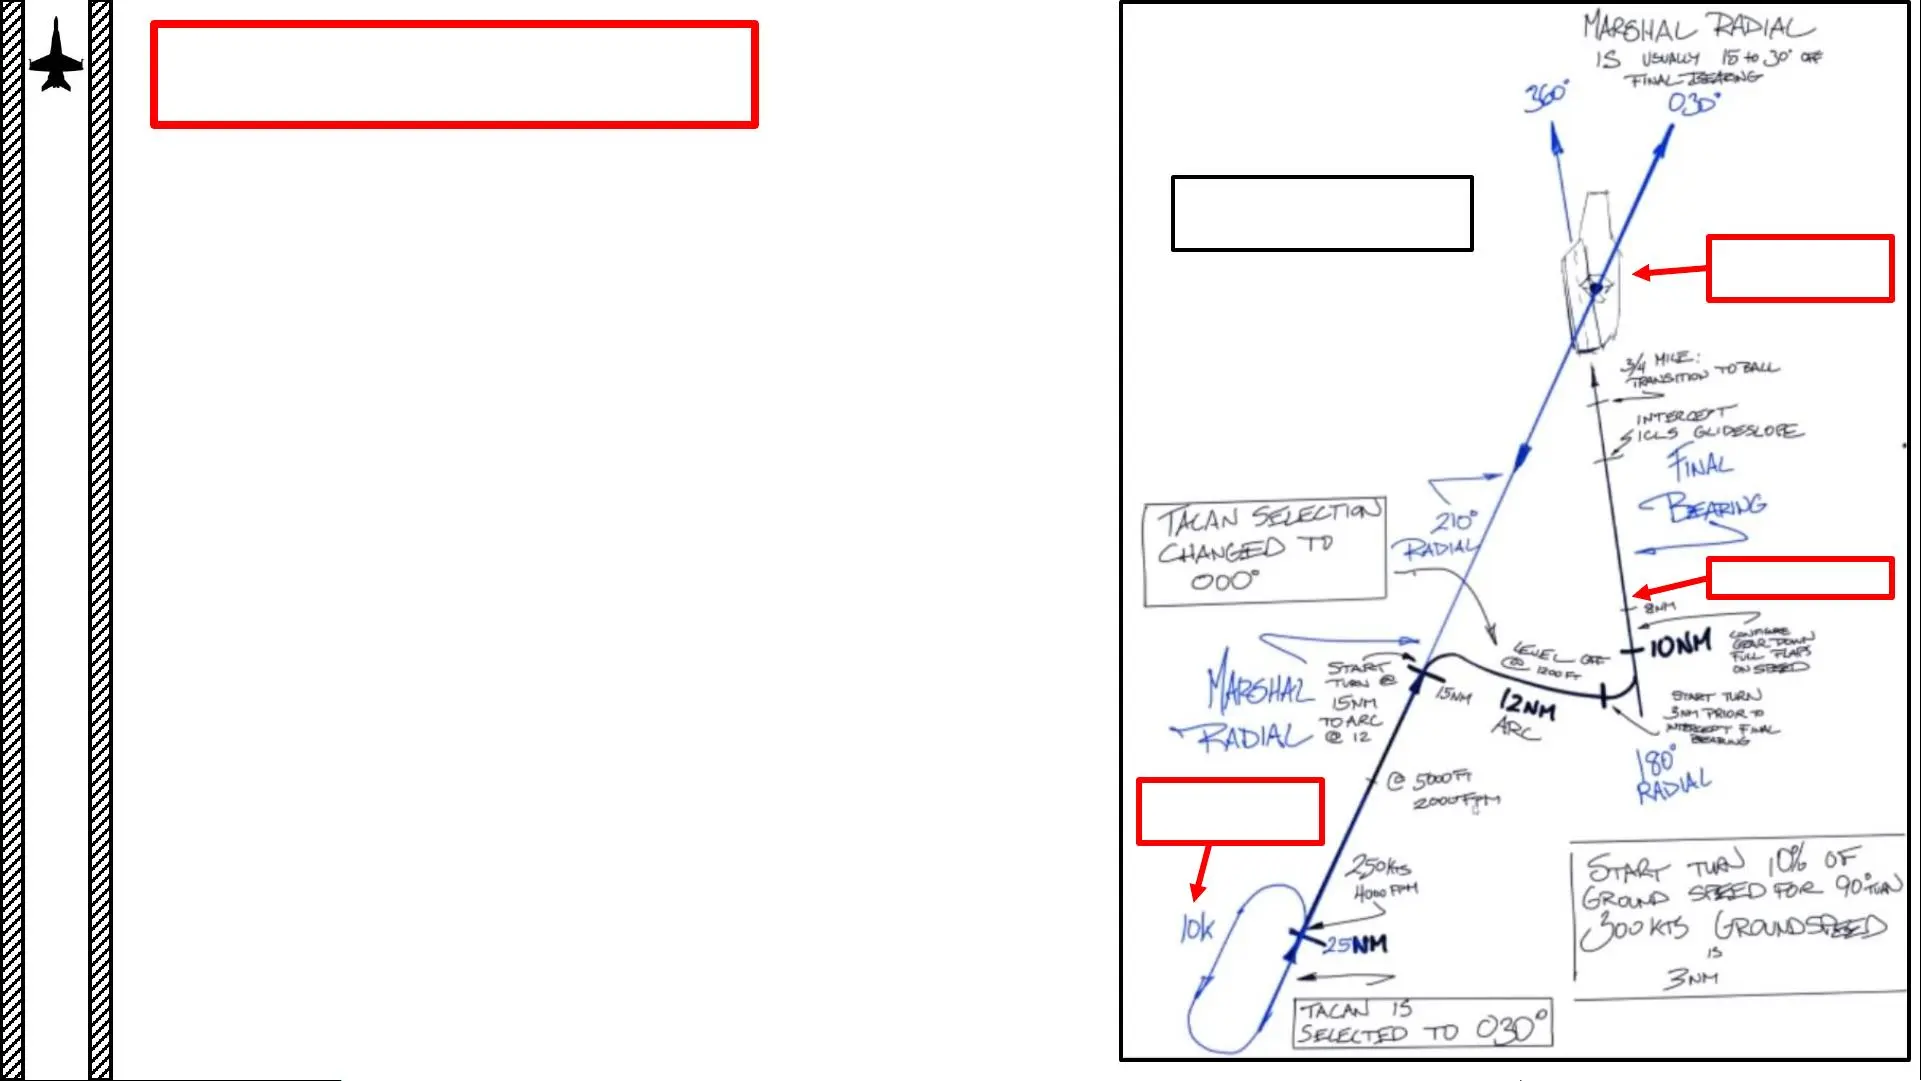 MARSHAL RADIAL
IS USUALLY 15 to 30° OFF
FINAL BEARING
360°
030°
3/4 MILE:
TRANSITION TO BALL
INTERCEPT
ICLS GLIDESLOPE
FINAL
BEARING
TACAN SELECTION
CHANGED TO
000°
210°
RADIAL
8NM
10NM
CONFIGURE
GEAR DOWN
FULL FLAPS
ON SPEED
LEVEL OFF
@ 1200 FT
MARSHAL
RADIAL
START
TURN @
15NM
TO ARC
@ 12
15NM
12NM
ARC
START TURN
3NM PRIOR TO
INTERCEPT FINAL
BEARING
180°
RADIAL
@ 5000 FT
2000 FPM
250KTS
4000 FPM
10K
25NM
START TURN 10% OF
GROUND SPEED FOR 90° TURN
300 KTS GROUNDSPEED
IS
3NM
TACAN IS
SELECTED TO 030°